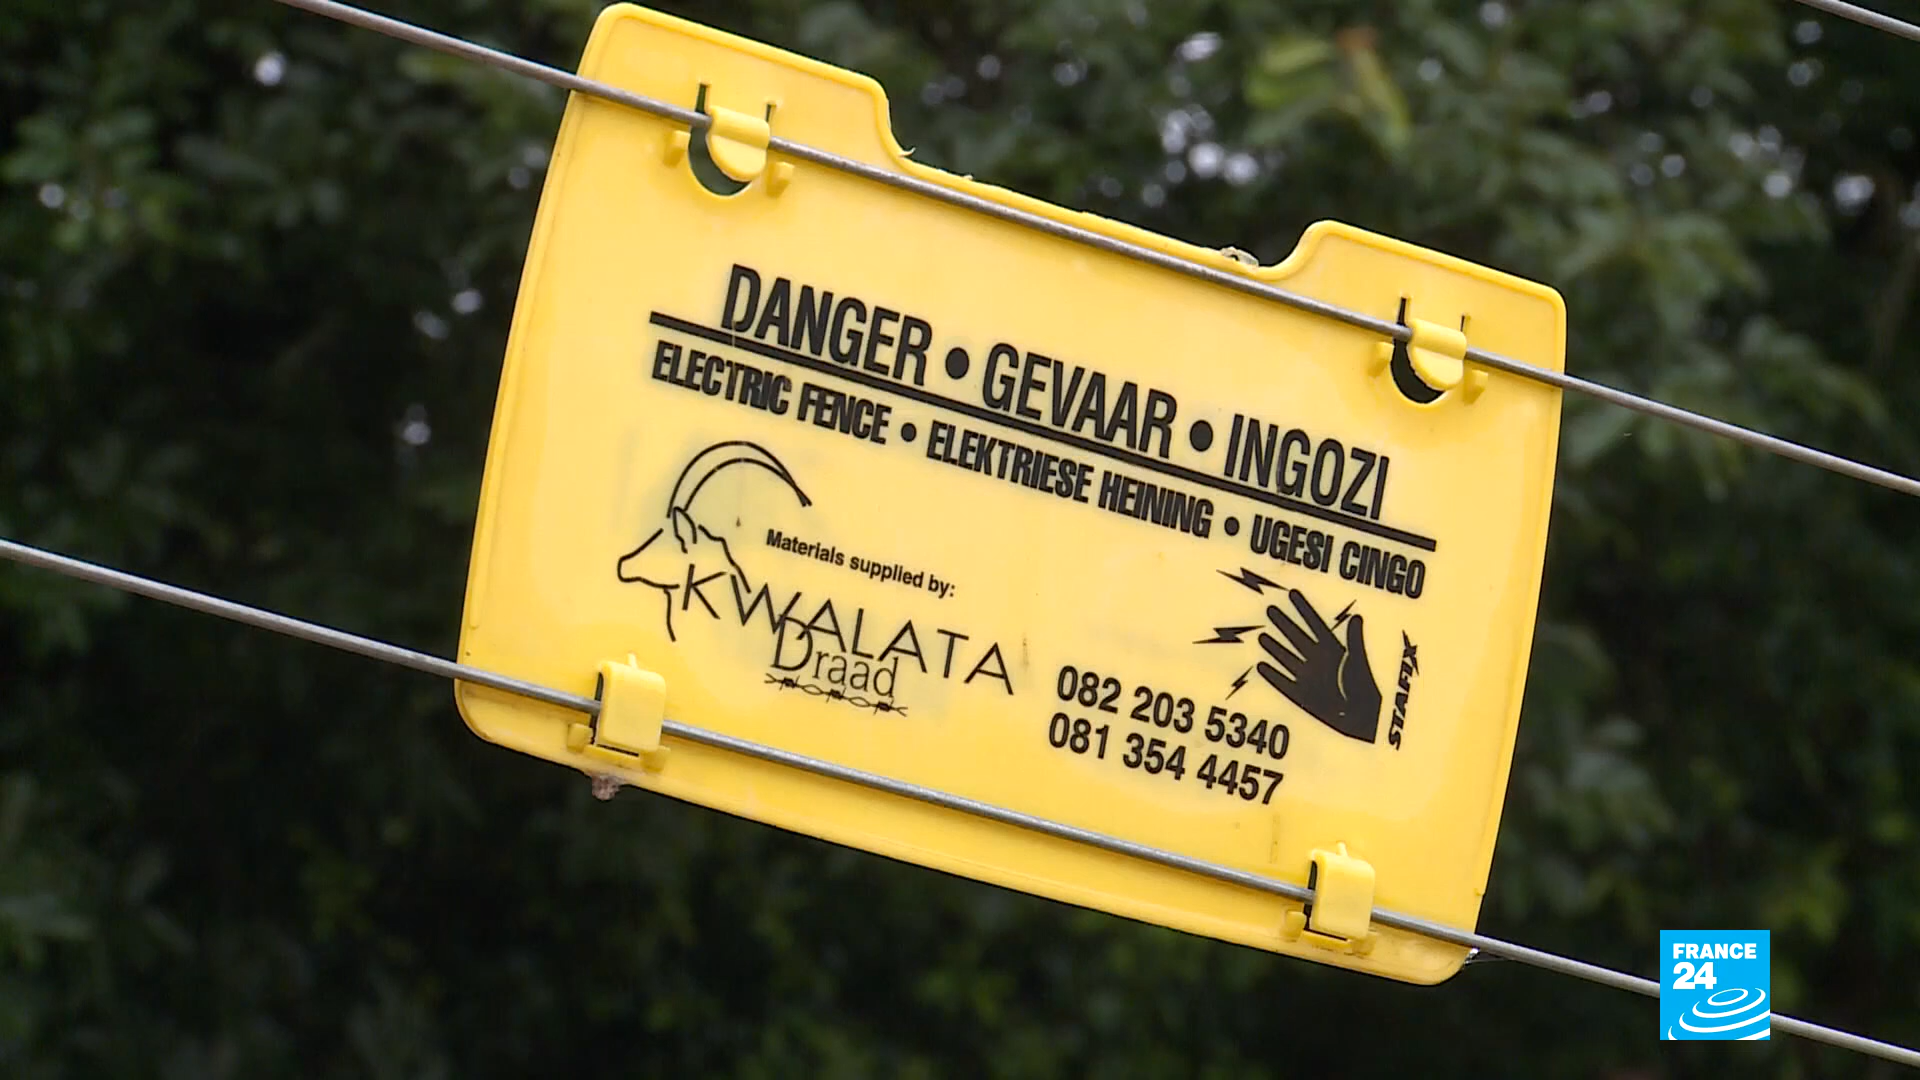 DANGER • GEVAAR • INGOZI
ELECTRIC FENCE • ELEKTRIESE HEINING • UGESI CINGO
Materials supplied by:
KWALATA
Draad
082 203 5340
081 354 4457
STAFIX
FRANCE
24